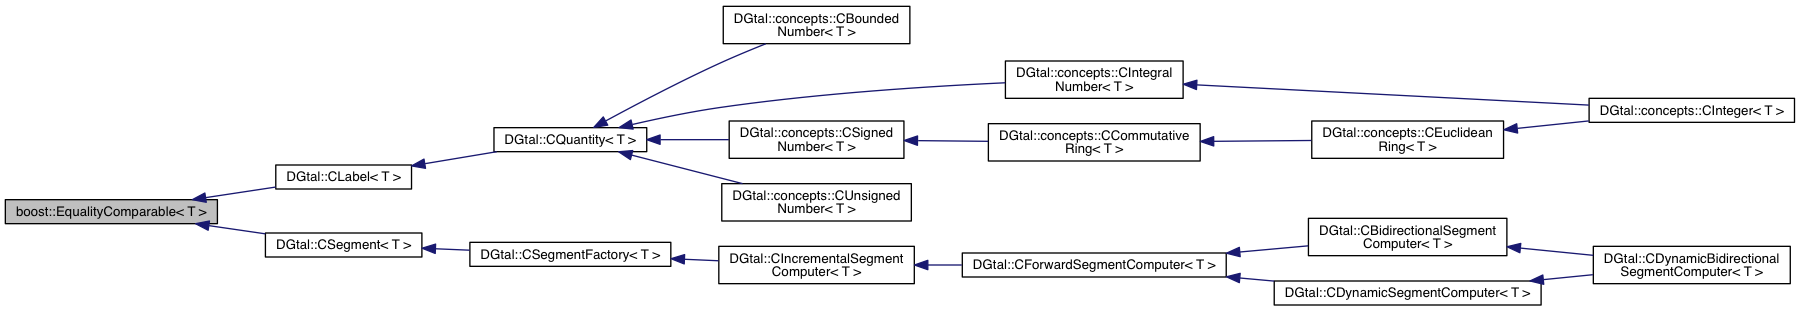 boost::EqualityComparable< T >
DGtal::CLabel< T >
DGtal::CSegment< T >
DGtal::CQuantity< T >
DGtal::CSegmentFactory< T >
DGtal::concepts::CBounded
Number< T >
DGtal::concepts::CIntegral
Number< T >
DGtal::concepts::CSigned
Number< T >
DGtal::concepts::CUnsigned
Number< T >
DGtal::CIncrementalSegment
Computer< T >
DGtal::concepts::CCommutative
Ring< T >
DGtal::CForwardSegmentComputer< T >
DGtal::concepts::CEuclidean
Ring< T >
DGtal::CBidirectionalSegment
Computer< T >
DGtal::CDynamicSegmentComputer< T >
DGtal::concepts::CInteger< T >
DGtal::CDynamicBidirectional
SegmentComputer< T >